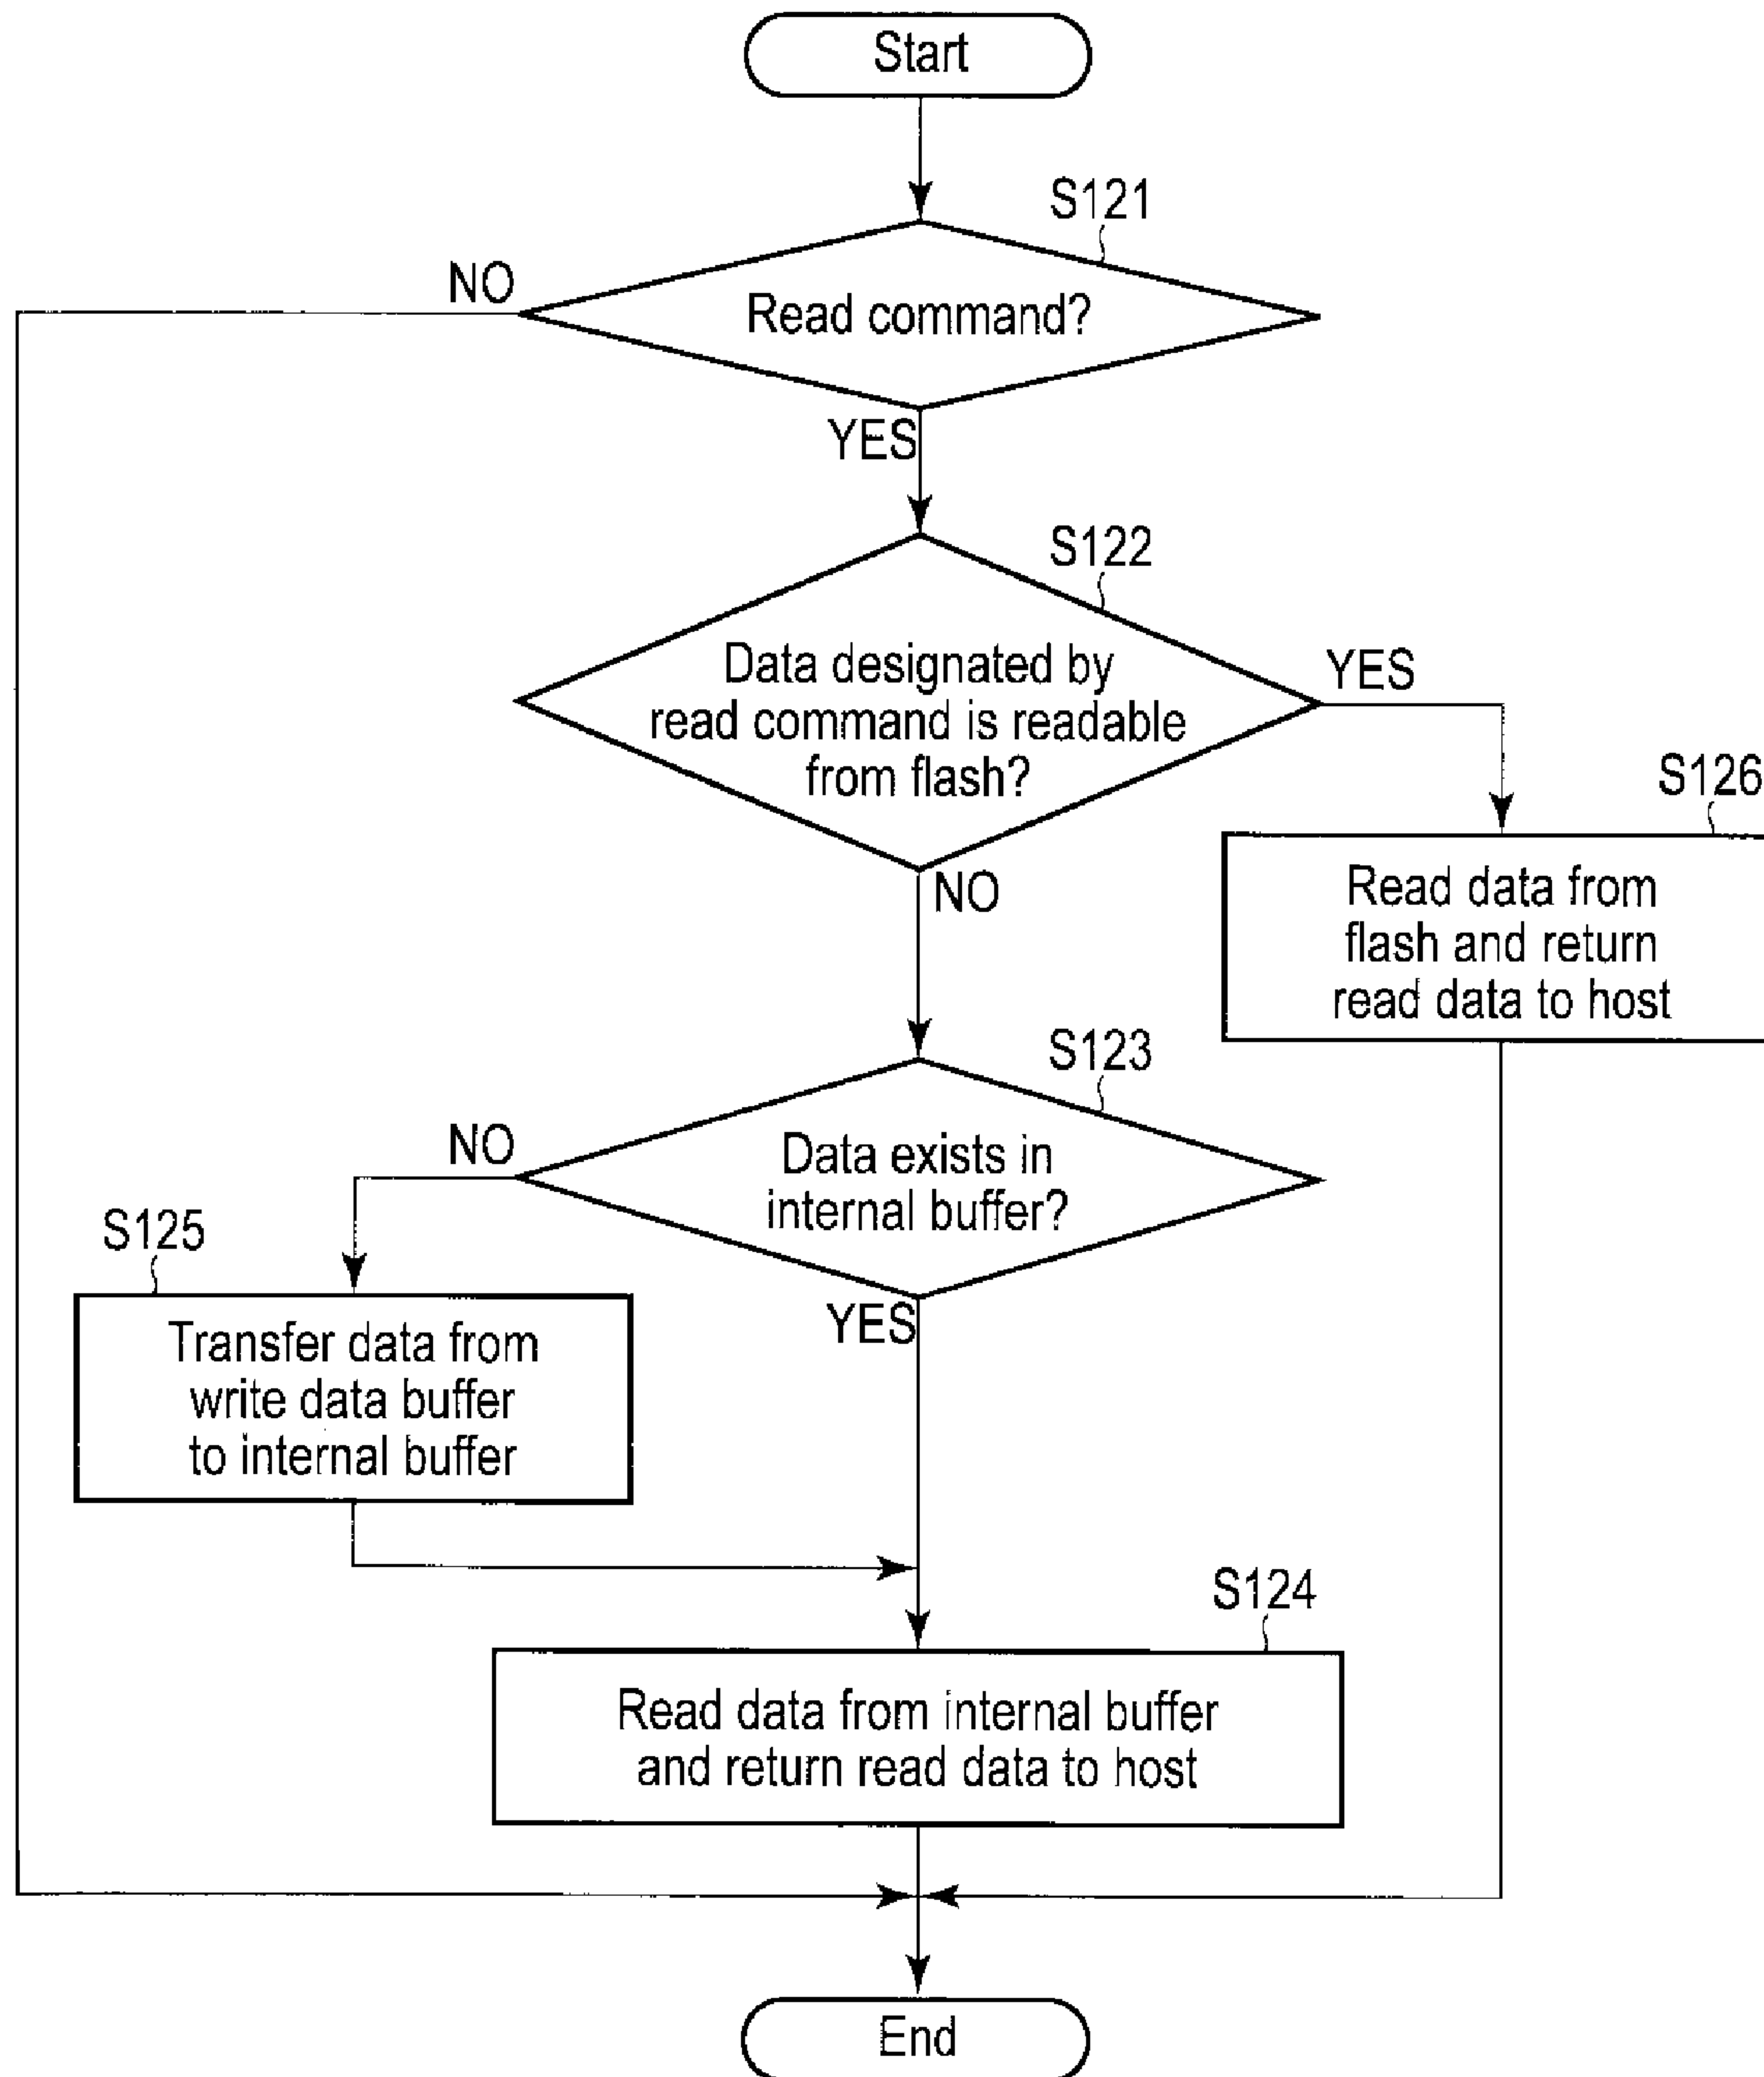 Start
S121
NO
Read command?
YES
S122
Data designated by
read command is readable
from flash?
YES
NO
S126
Read data from
flash and return
read data to host
S123
NO
Data exists in
internal buffer?
YES
S125
Transfer data from
write data buffer
to internal buffer
S124
Read data from internal buffer
and return read data to host
End